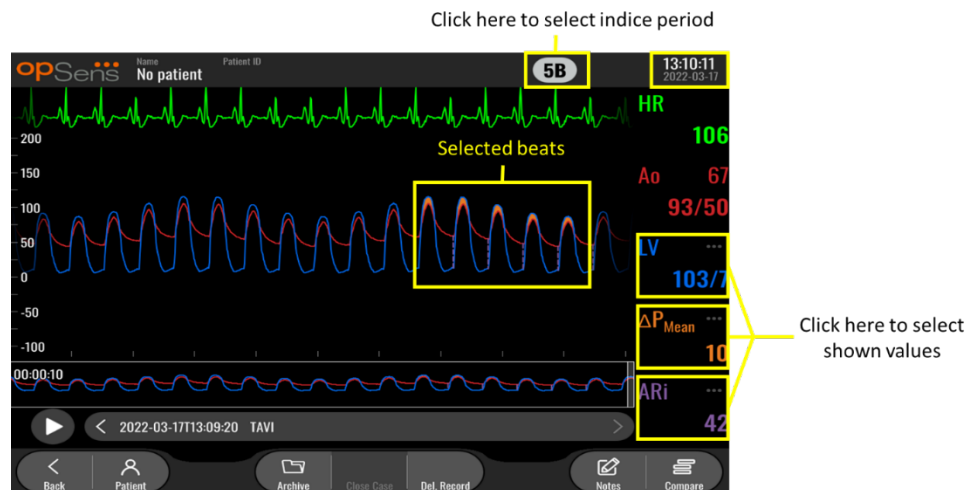 Click here to select indice period
opSens
Name
No patient
Patient ID
5B
13:10:11
2022-03-17
HR
106
200
150
100
50
0
-50
-100
Selected beats
Ao 67
93/50
LV ---
103/7
ΔPMean ---
10
ARi ---
42
Click here to select
shown values
00:00:10
< 2022-03-17T13:09:20 TAVI >
Back
Patient
Archive
Close Case
Del. Record
Notes
Compare